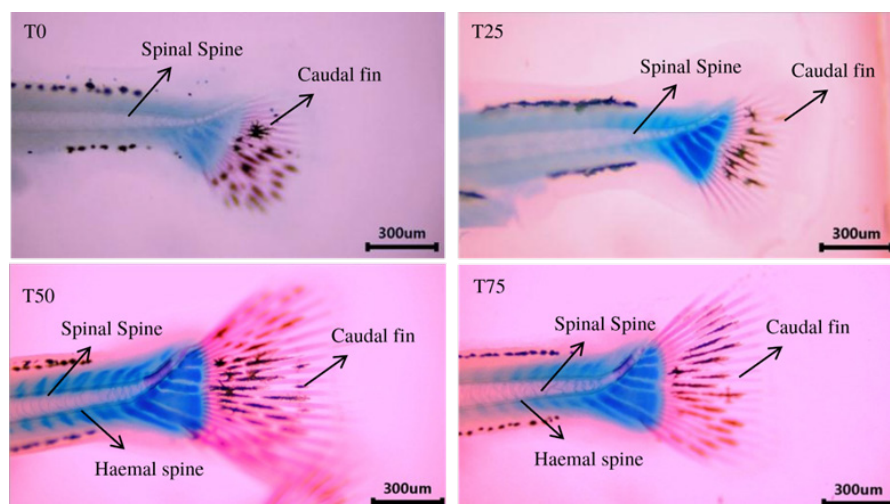 T0
Spinal Spine
Caudal fin
300um
T25
Spinal Spine
Caudal fin
300um
T50
Spinal Spine
Caudal fin
Haemal spine
300um
T75
Spinal Spine
Caudal fin
Haemal spine
300um